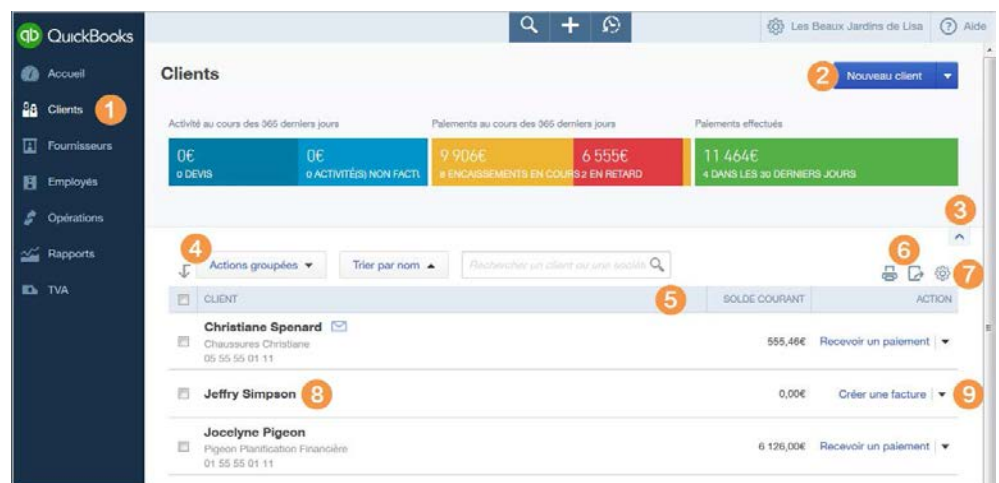 qb QuickBooks
Les Beaux Jardins de Lisa
Aide
Accueil
Clients 1
Fournisseurs
Employés
Opérations
Rapports
TVA
Clients
2 Nouveau client
Activité au cours des 365 derniers jours
Paiements au cours des 365 derniers jours
Paiements effectués
0€
0 DEVIS
0€
0 ACTIVITÉ(S) NON FACTU
9 906€
ENCAISSEMENTS EN COURS
6 555€
2 EN RETARD
11 464€
4 DANS LES 30 DERNIERS JOURS
3
4
Actions groupées
Trier par nom
Rechercher un client ou une société
6
7
CLIENT
5
SOLDE COURANT
ACTION
Christiane Spenard
Chaussures Christiane
05 55 55 01 11
555,46€
Recevoir un paiement
Jeffry Simpson 8
0,00€
Créer une facture
9
Jocelyne Pigeon
Pigeon Planification Financière
01 55 55 01 11
6 126,00€
Recevoir un paiement